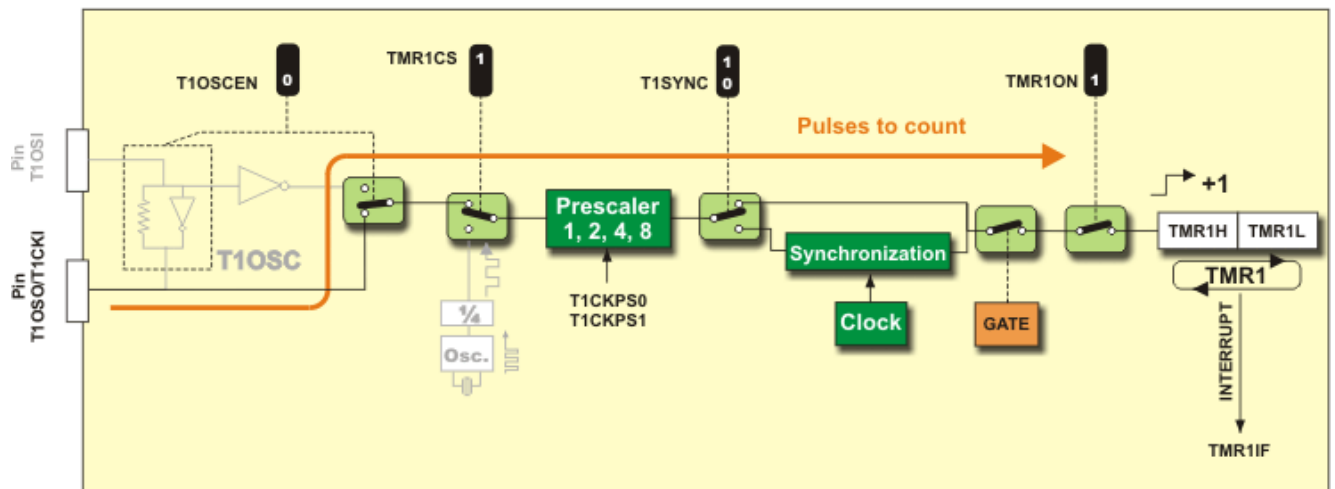 T1OSCEN
0
TMR1CS
1
T1SYNC
1
0
TMR1ON
1
Pulses to count
Pin
T1OSI
T1OSC
Pin
T1OSO/T1CKI
Prescaler
1, 2, 4, 8
T1CKPS0
T1CKPS1
¼
Osc.
Synchronization
Clock
GATE
+1
TMR1H
TMR1L
TMR1
INTERRUPT
TMR1IF